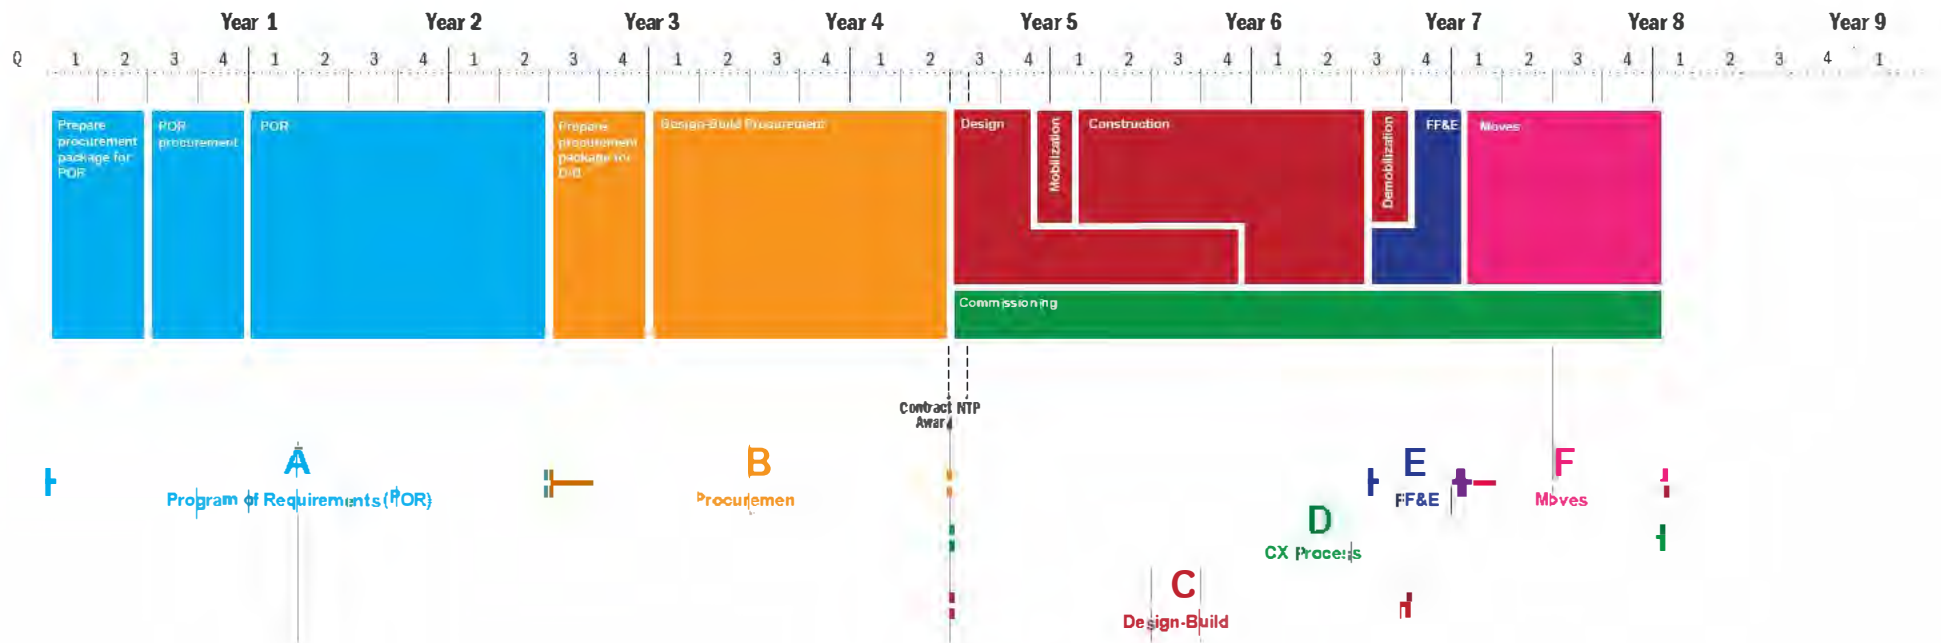 Year 1 Year 2 Year 3 Year 4 Year 5 Year 6 Year 7 Year 8 Year 9
Q 1 2 3 4 1 2 3 4 1 2 3 4 1 2 3 4 1 2 3 4 1 2 3 4 1 2 3 4 1 2 3 4 1 2 3 4 1
Prepare
procurement
package for
POR
POR
procurement
POR
Prepare
procurement
package for
D/B
Design-Build Procurement
Design
Mobilization
Construction
Demobilization
FF&E
Moves
Commissioning
Contract NTP
Awar
A
Program of Requirements (POR)
B
Procuremen
E
FF&E
F
Moves
D
CX Process
C
Design-Build